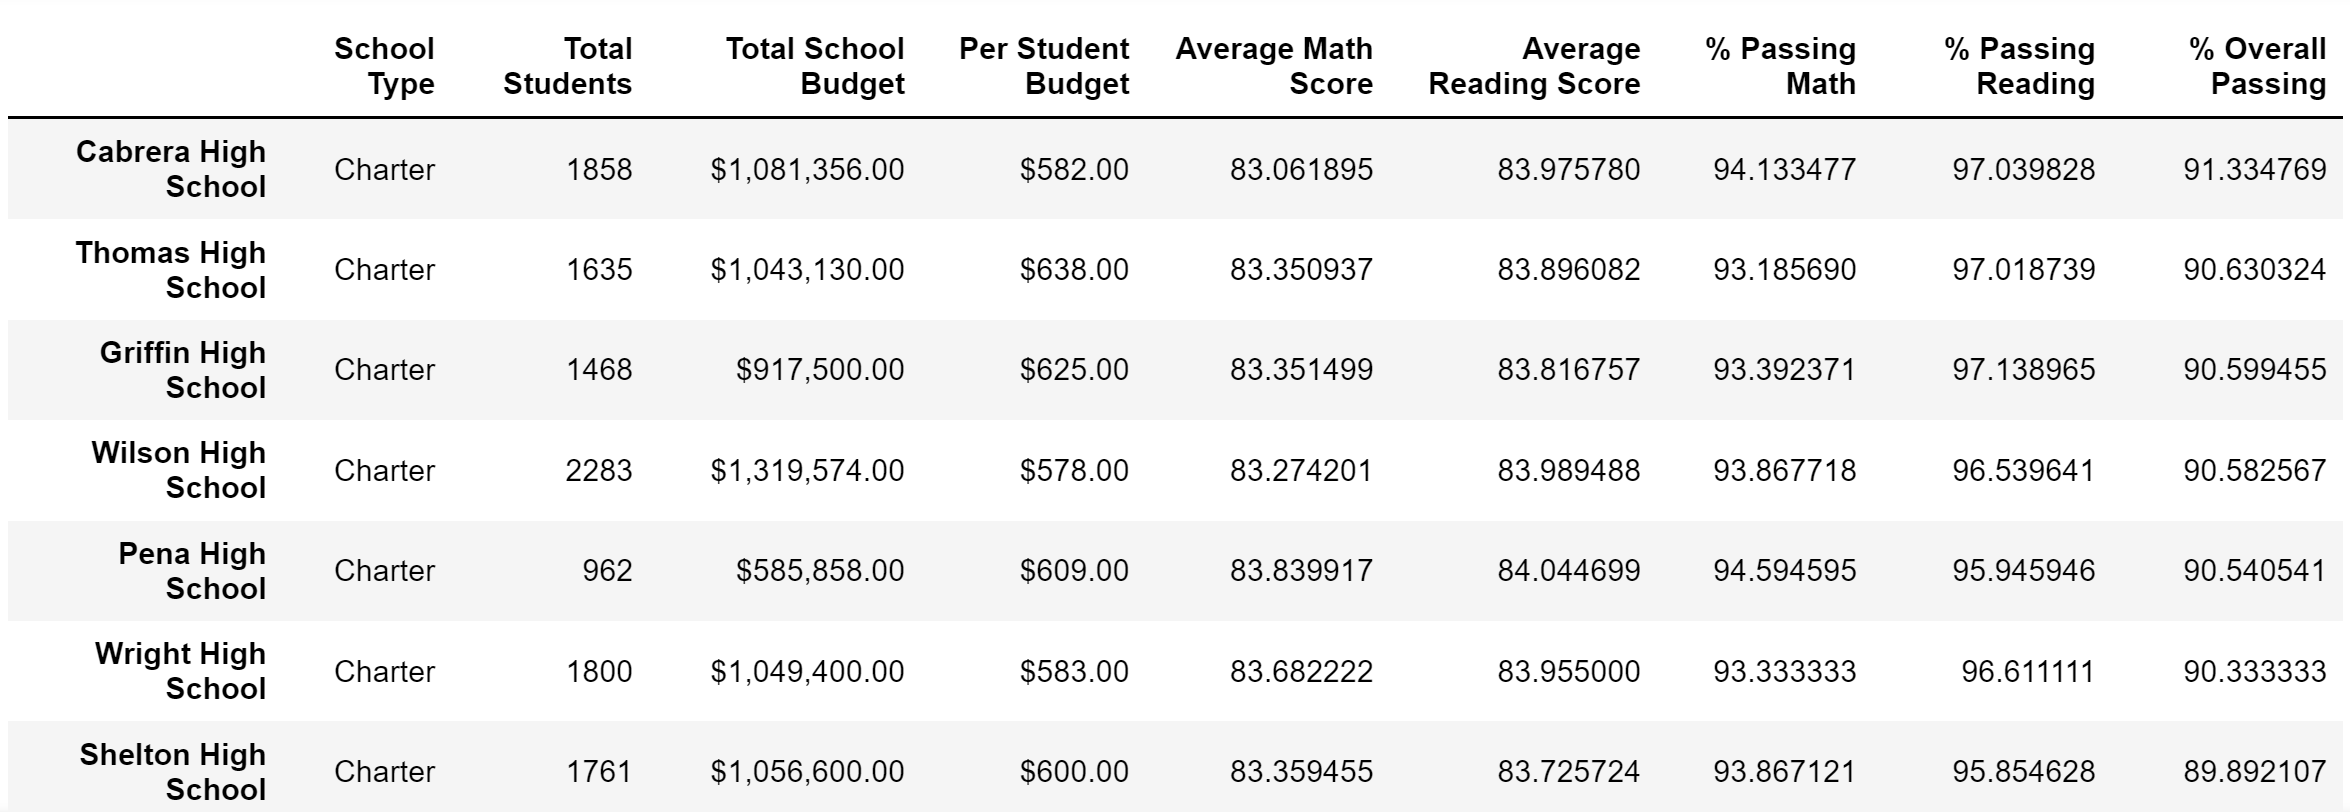 School Type Total Students Total School Budget Per Student Budget Average Math Score Average Reading Score % Passing Math % Passing Reading % Overall Passing
Cabrera High School Charter 1858 $1,081,356.00 $582.00 83.061895 83.975780 94.133477 97.039828 91.334769
Thomas High School Charter 1635 $1,043,130.00 $638.00 83.350937 83.896082 93.185690 97.018739 90.630324
Griffin High School Charter 1468 $917,500.00 $625.00 83.351499 83.816757 93.392371 97.138965 90.599455
Wilson High School Charter 2283 $1,319,574.00 $578.00 83.274201 83.989488 93.867718 96.539641 90.582567
Pena High School Charter 962 $585,858.00 $609.00 83.839917 84.044699 94.594595 95.945946 90.540541
Wright High School Charter 1800 $1,049,400.00 $583.00 83.682222 83.955000 93.333333 96.611111 90.333333
Shelton High School Charter 1761 $1,056,600.00 $600.00 83.359455 83.725724 93.867121 95.854628 89.892107